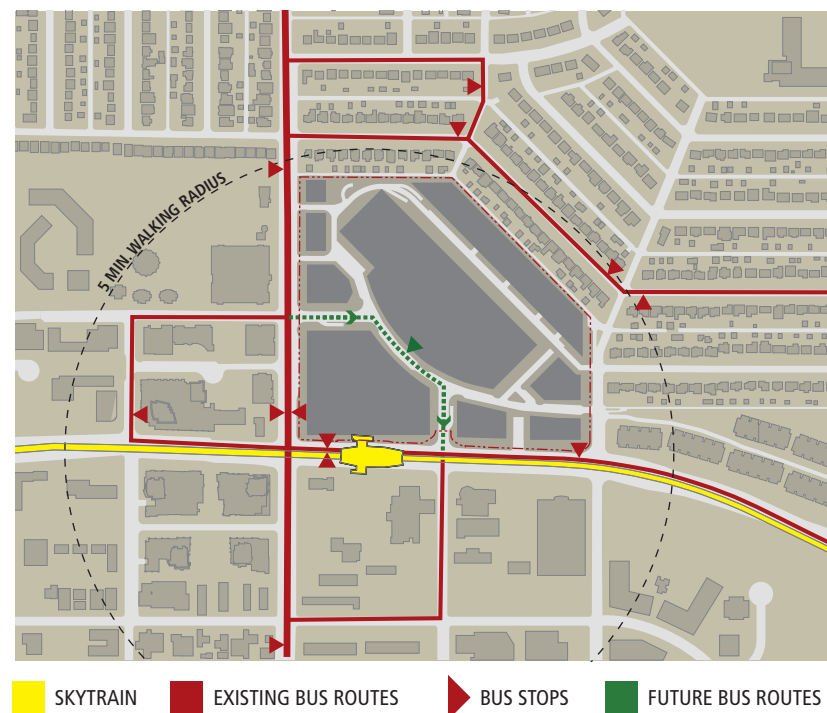 5 MIN. WALKING RADIUS
SKYTRAIN
EXISTING BUS ROUTES
BUS STOPS
FUTURE BUS ROUTES